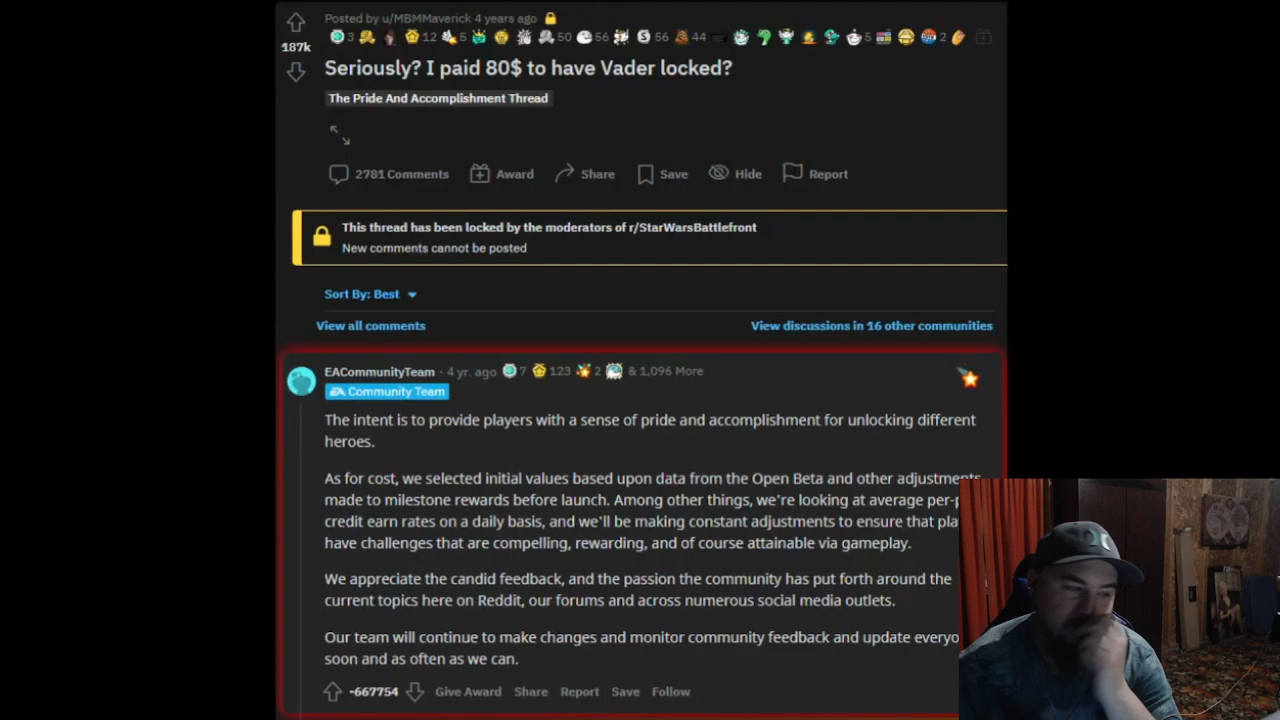 Posted by u/MBMMaverick 4 years ago
187k
3 12 5 50 56 56 44 5 2
Seriously? I paid 80$ to have Vader locked?
The Pride And Accomplishment Thread
2781 Comments Award Share Save Hide Report
This thread has been locked by the moderators of r/StarWarsBattlefront
New comments cannot be posted
Sort By: Best
View all comments View discussions in 16 other communities
EACommunityTeam · 4 yr. ago 7 123 2 & 1,096 More
EA Community Team
The intent is to provide players with a sense of pride and accomplishment for unlocking different
heroes.
As for cost, we selected initial values based upon data from the Open Beta and other adjustments
made to milestone rewards before launch. Among other things, we're looking at average per-p
credit earn rates on a daily basis, and we'll be making constant adjustments to ensure that pla
have challenges that are compelling, rewarding, and of course attainable via gameplay.
We appreciate the candid feedback, and the passion the community has put forth around the
current topics here on Reddit, our forums and across numerous social media outlets.
Our team will continue to make changes and monitor community feedback and update everyo
soon and as often as we can.
-667754 Give Award Share Report Save Follow